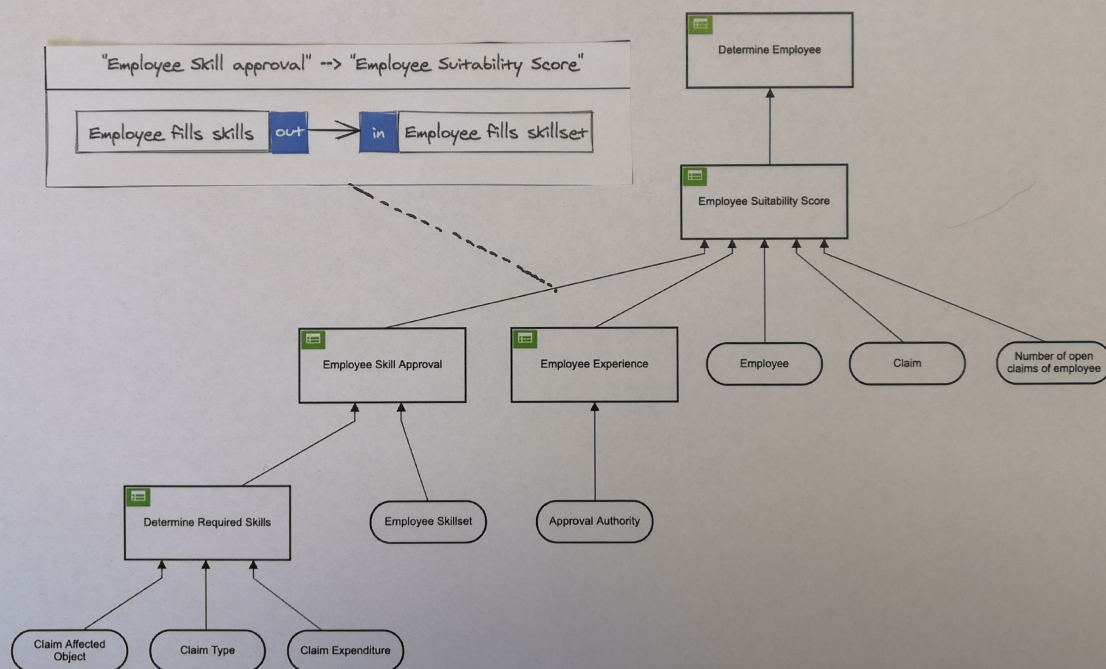 "Employee Skill approval" --> "Employee Suitability Score"
Employee fills skills out in Employee fills skillset
Determine Employee
Employee Suitability Score
Employee Skill Approval
Employee Experience
Employee
Claim
Number of open
claims of employee
Determine Required Skills
Employee Skillset
Approval Authority
Claim Affected
Object
Claim Type
Claim Expenditure